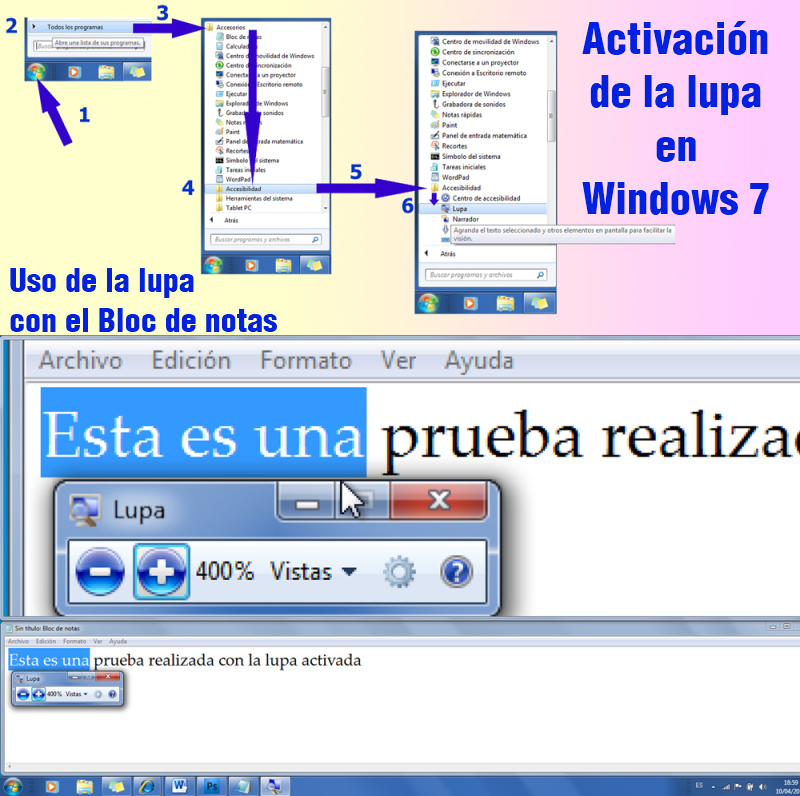 2
Todos los programas
Abre una lista de sus programas.
1
3
Accesorios
Bloc de notas
Calculadora
Centro de movilidad de Windows
Centro de sincronización
Conectarse a un proyector
Conexión a Escritorio remoto
Ejecutar
Explorador de Windows
Grabadora de sonidos
Notas
Paint
Panel de entrada matemática
Recortes
Símbolo del sistema
Tareas iniciales
WordPad
4
Accesibilidad
Herramientas del sistema
Tablet PC
Atrás
Buscar programas y archivos
5
Centro de movilidad de Windows
Centro de sincronización
Conectarse a un proyector
Conexión a Escritorio remoto
Ejecutar
Explorador de Windows
Grabadora de sonidos
Notas rápidas
Paint
Panel de entrada matemática
Recortes
Símbolo del sistema
Tareas iniciales
WordPad
Accesibilidad
Centro de accesibilidad
6
Lupa
Narrador
Agranda el texto seleccionado y otros elementos en pantalla para facilitar la
visión.
Atrás
Buscar programas y archivos
Activación
de la lupa
en
Windows 7
Uso de la lupa
con el Bloc de notas
Archivo Edición Formato Ver Ayuda
Esta es una prueba realiza
Lupa
400% Vistas
Sin título: Bloc de notas
Archivo Edición Formato Ver Ayuda
Esta es una prueba realizada con la lupa activada
Lupa
400% Vistas
W Ps
ES
18:59
10/04/20